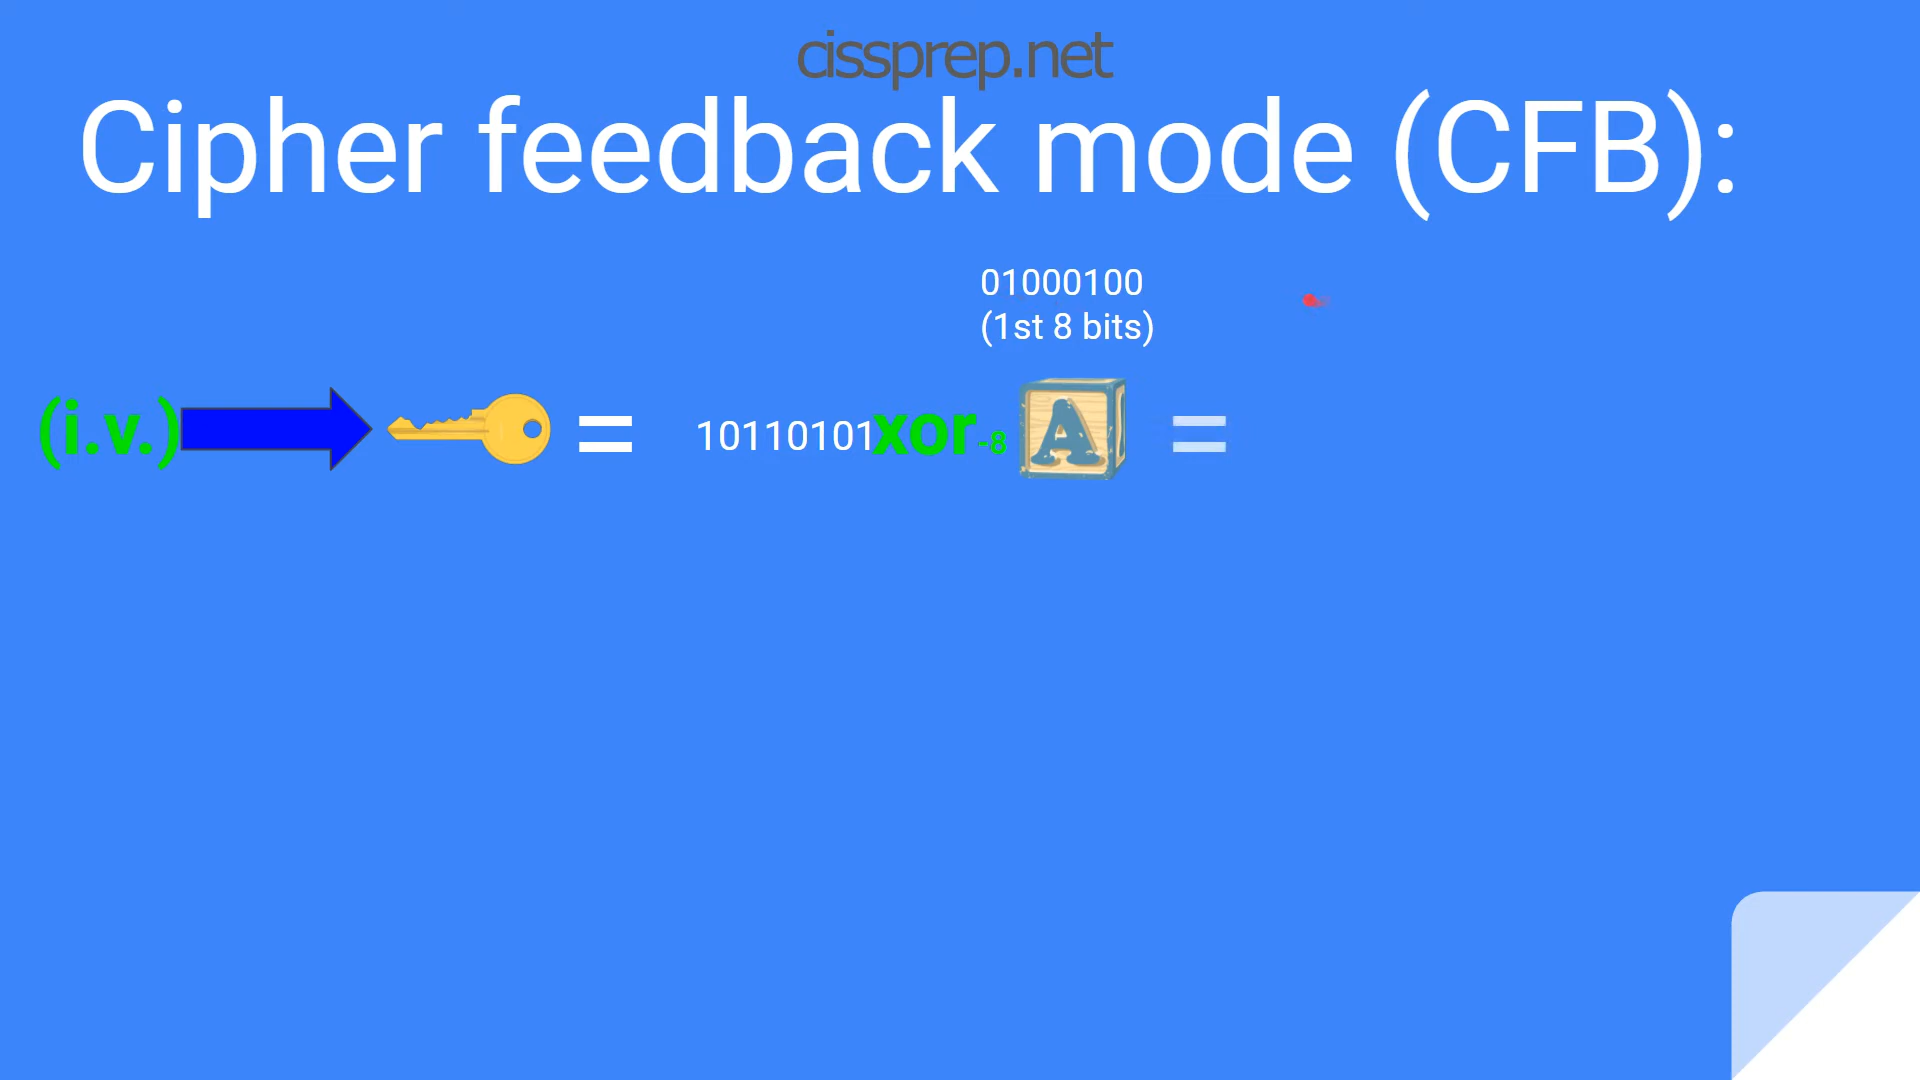 cissprep.net
Cipher feedback mode (CFB):
01000100
(1st 8 bits)
(i.v.) = 10110101xor-8 A =